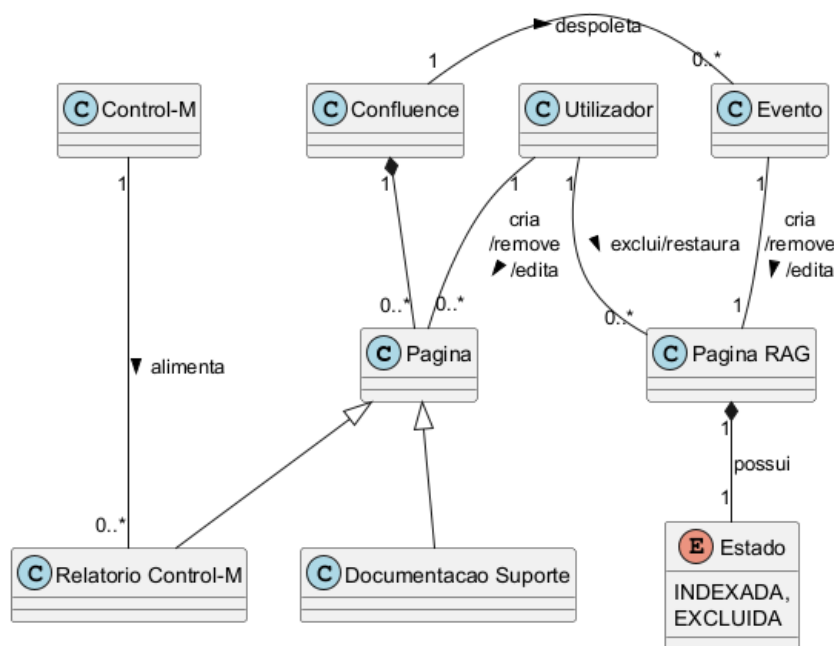 despoleta
1
0..*
C Control-M
C Confluence
C Utilizador
C Evento
1
1
1
1
1
cria
/remove
/edita
exclui/restaura
cria
/remove
/edita
0..*
0..*
0..*
1
C Pagina
C Pagina RAG
alimenta
1
possui
1
0..*
C Relatorio Control-M
C Documentacao Suporte
E Estado
INDEXADA,
EXCLUIDA